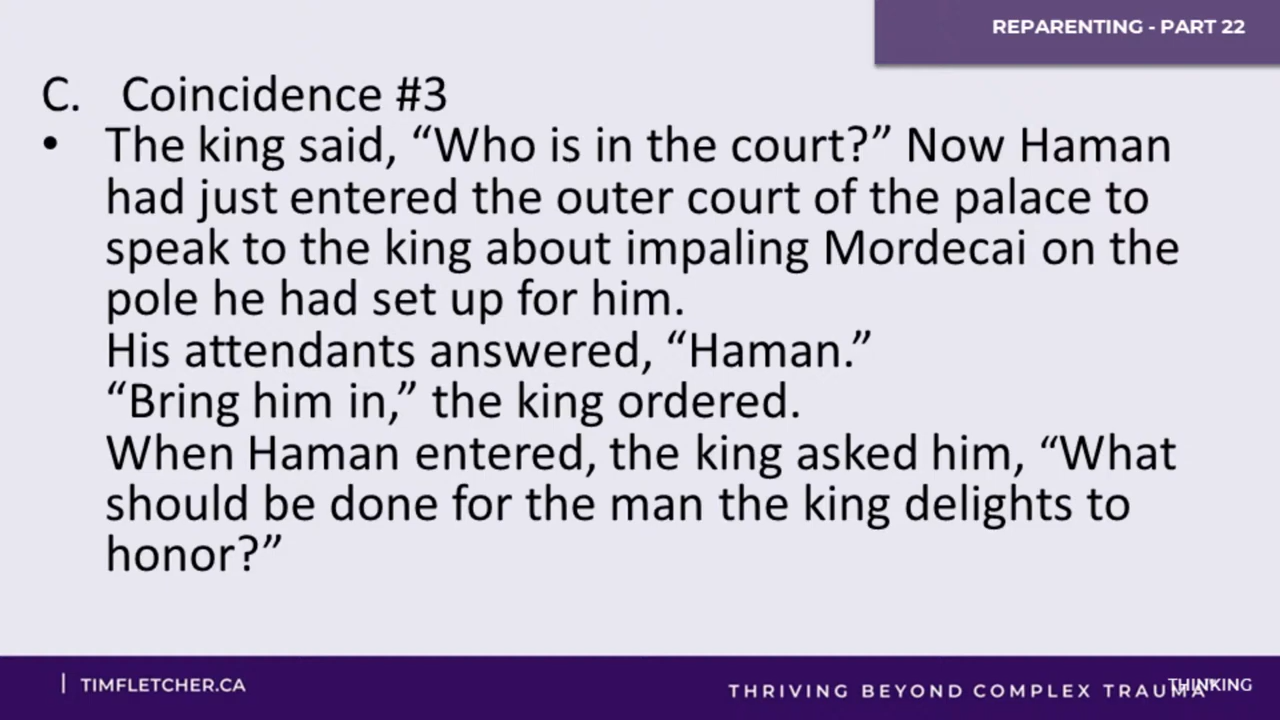 REPARENTING - PART 22
C. Coincidence #3
• The king said, “Who is in the court?” Now Haman
had just entered the outer court of the palace to
speak to the king about impaling Mordecai on the
pole he had set up for him.
His attendants answered, “Haman.”
“Bring him in,” the king ordered.
When Haman entered, the king asked him, “What
should be done for the man the king delights to
honor?”
| TIMFLETCHER.CA
THRIVING BEYOND COMPLEX TRAUMA
THINKING